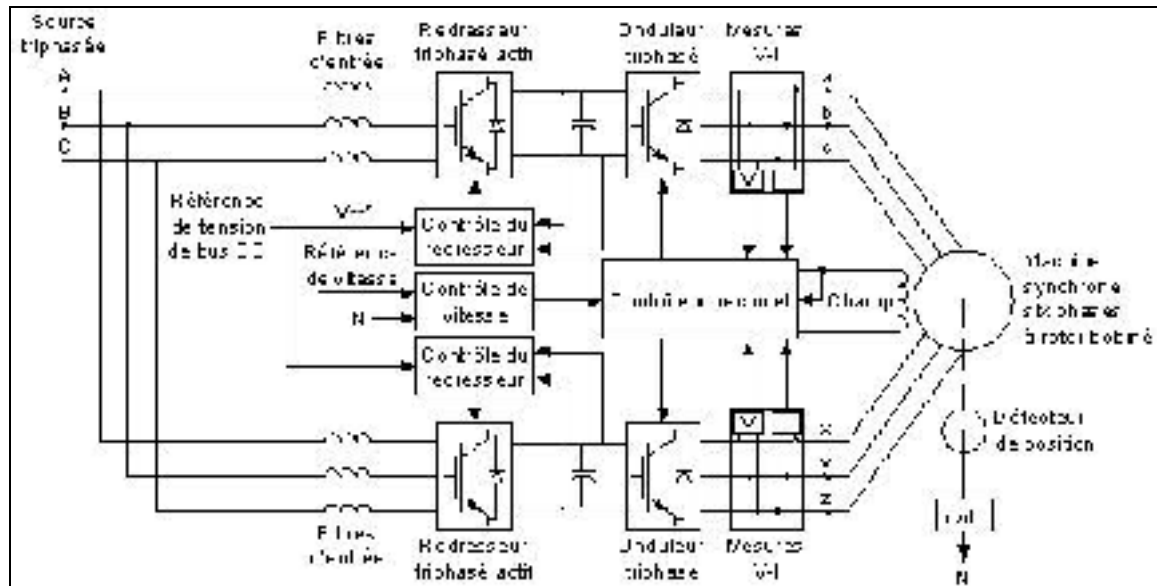 Source
triphasée
A
B
C
Filtres
d'entrée
Redresseur
triphasé actif
Onduleur
triphasé
Mesures
V-I
a
b
c
V
Référence
de tension
de bus DC
Contrôle du
redresseur
Référence
de vitesse
N
Contrôle de
vitesse
Contrôle du
redresseur
Champ
Machine
synchrone
six phases
à rotor bobiné
V
x
y
z
Détecteur
de position
N
Filtres
d'entrée
Redresseur
triphasé actif
Onduleur
triphasé
Mesures
V-I